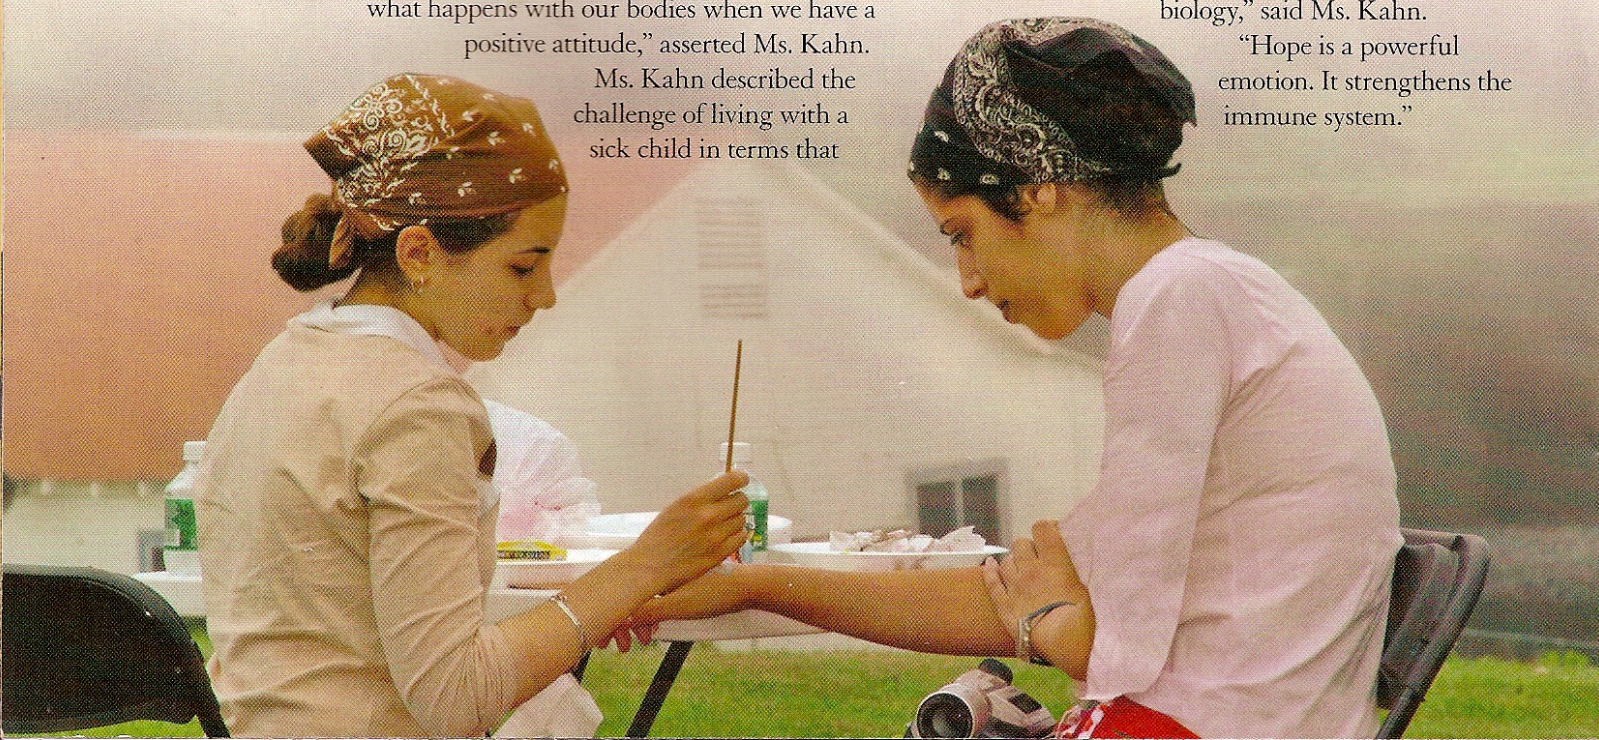 what happens with our bodies when we have a
positive attitude,” asserted Ms. Kahn.
Ms. Kahn described the
challenge of living with a
sick child in terms that
biology,” said Ms. Kahn.
“Hope is a powerful
emotion. It strengthens the
immune system.”